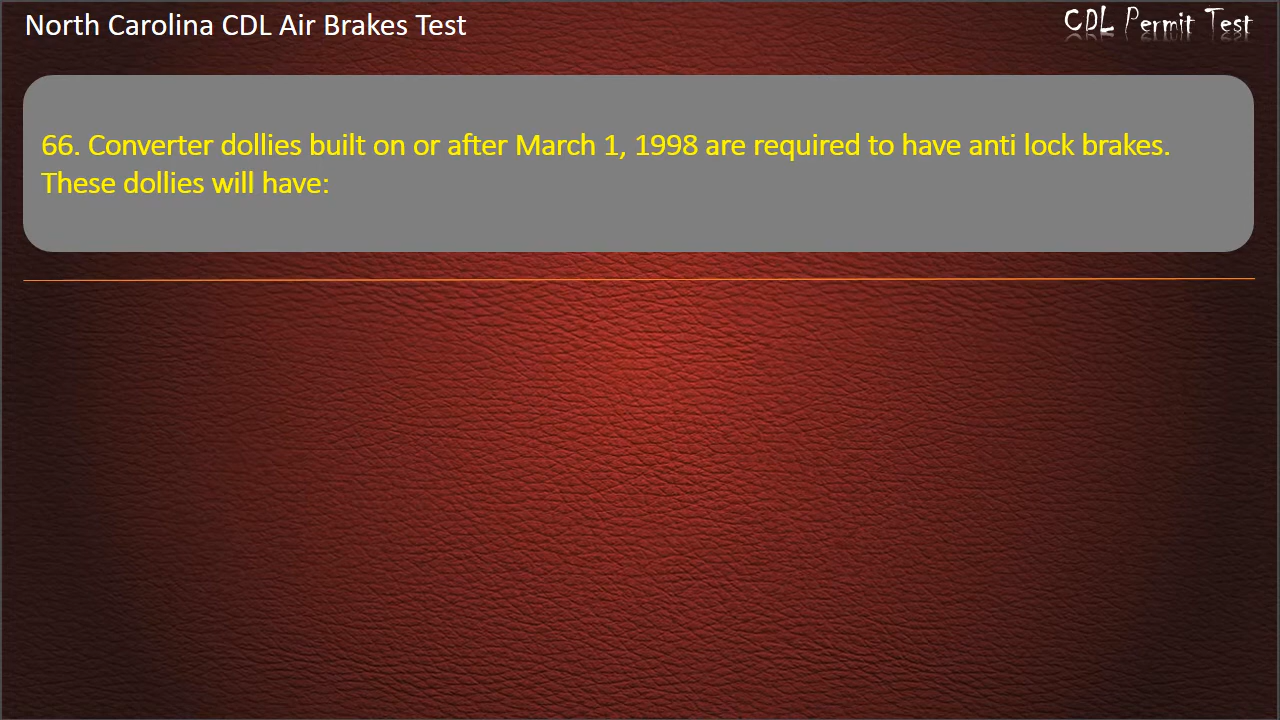 North Carolina CDL Air Brakes Test
CDL Permit Test
66. Converter dollies built on or after March 1, 1998 are required to have anti lock brakes.
These dollies will have: